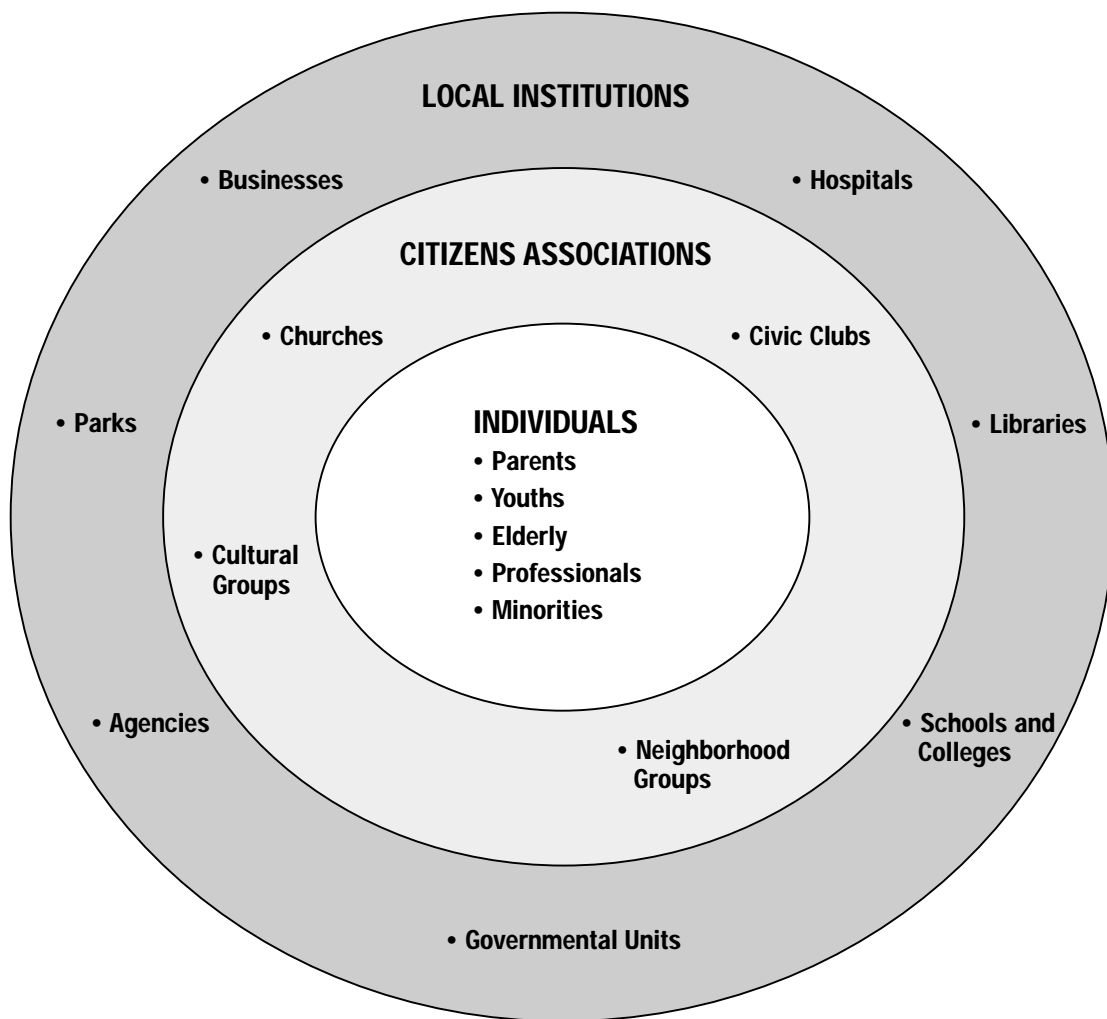 LOCAL INSTITUTIONS
• Businesses
• Hospitals
CITIZENS ASSOCIATIONS
• Churches
• Civic Clubs
• Parks
• Libraries
INDIVIDUALS
• Parents
• Youths
• Elderly
• Professionals
• Minorities
• Cultural
Groups
• Agencies
• Schools and
Colleges
• Neighborhood
Groups
• Governmental Units